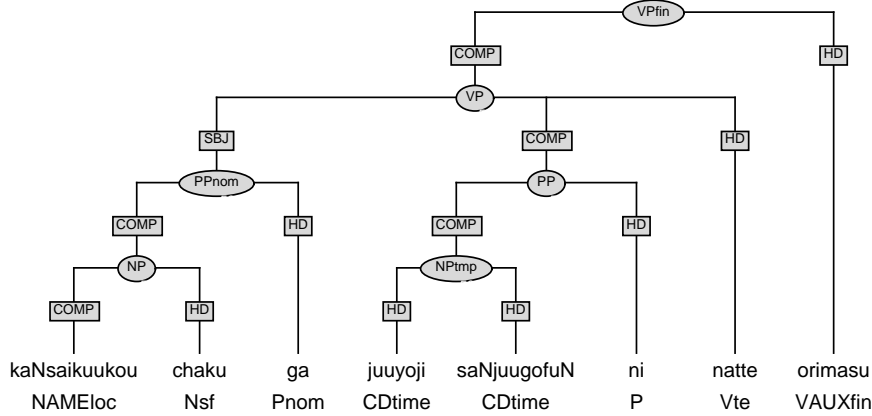 VPfin
COMP HD
VP
SBJ COMP HD
PPnom PP
COMP HD COMP HD
NP NPtmp
COMP HD HD HD
kaNsaikuukou chaku ga juuyoji saNjuugofuN ni natte orimasu
NAMEloc Nsf Pnom CDtime CDtime P Vte VAUXfin